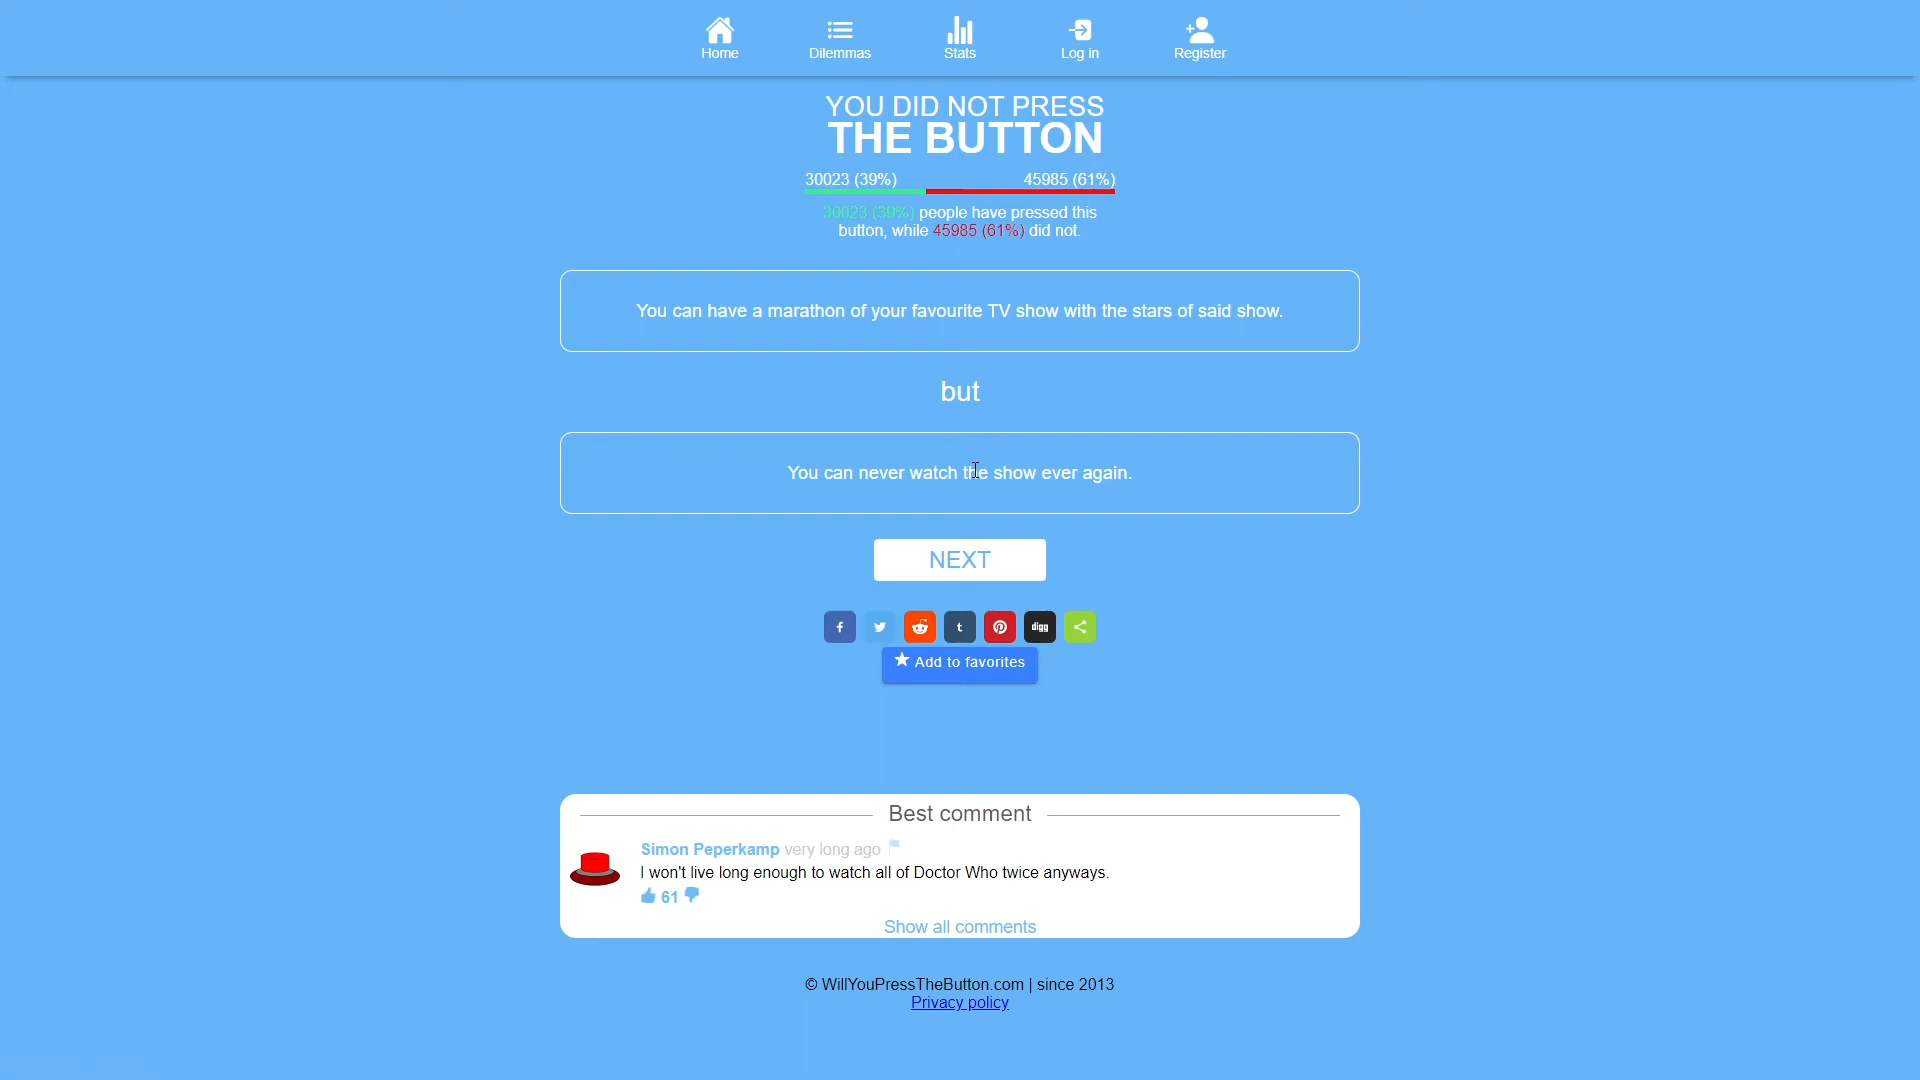 Home
Dilemmas
Stats
Log in
Register
YOU DID NOT PRESS
THE BUTTON
30023 (39%)
45985 (61%)
30023 (39%) people have pressed this
button, while 45985 (61%) did not.
You can have a marathon of your favourite TV show with the stars of said show.
but
You can never watch the show ever again.
NEXT
f
t
digg
Add to favorites
Best comment
Simon Peperkamp very long ago
I won't live long enough to watch all of Doctor Who twice anyways.
61
Show all comments
© WillYouPressTheButton.com | since 2013
Privacy policy